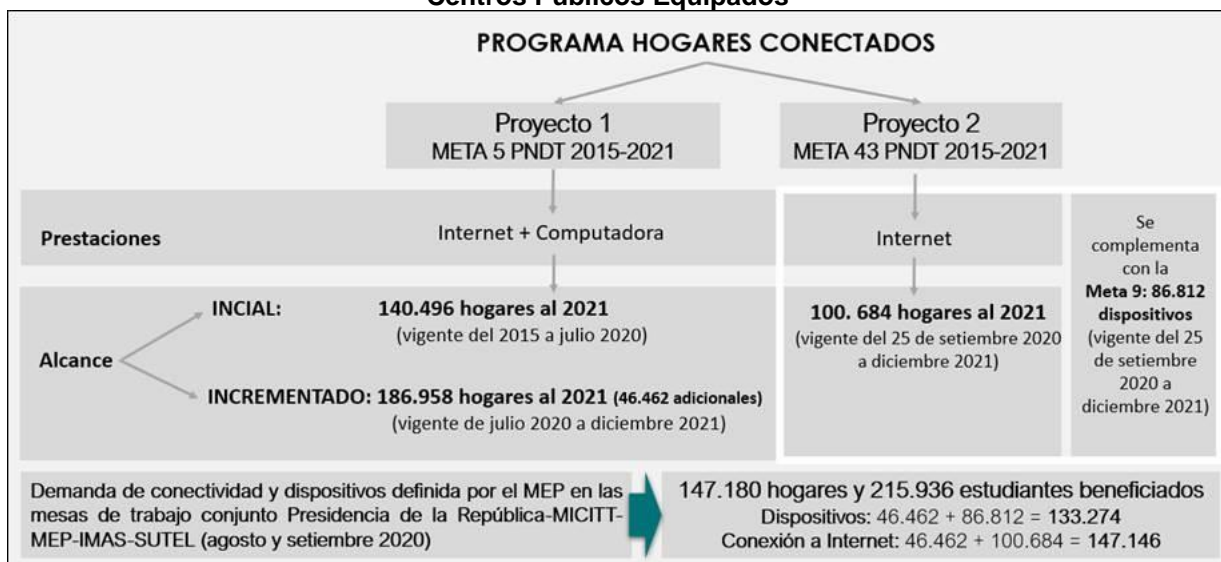 Centros Públicos Equipados
PROGRAMA HOGARES CONECTADOS
Proyecto 1
META 5 PNDT 2015-2021
Proyecto 2
META 43 PNDT 2015-2021
Prestaciones
Internet + Computadora
Internet
Se
complementa
con la
Meta 9: 86.812
dispositivos
(vigente del 25
de setiembre
2020 a
diciembre 2021)
Alcance
INCIAL:
140.496 hogares al 2021
(vigente del 2015 a julio 2020)
100. 684 hogares al 2021
(vigente del 25 de setiembre 2020
a diciembre 2021)
INCREMENTADO: 186.958 hogares al 2021 (46.462 adicionales)
(vigente de julio 2020 a diciembre 2021)
Demanda de conectividad y dispositivos definida por el MEP en las
mesas de trabajo conjunto Presidencia de la República-MICITT-
MEP-IMAS-SUTEL (agosto y setiembre 2020)
147.180 hogares y 215.936 estudiantes beneficiados
Dispositivos: 46.462 + 86.812 = 133.274
Conexión a Internet: 46.462 + 100.684 = 147.146